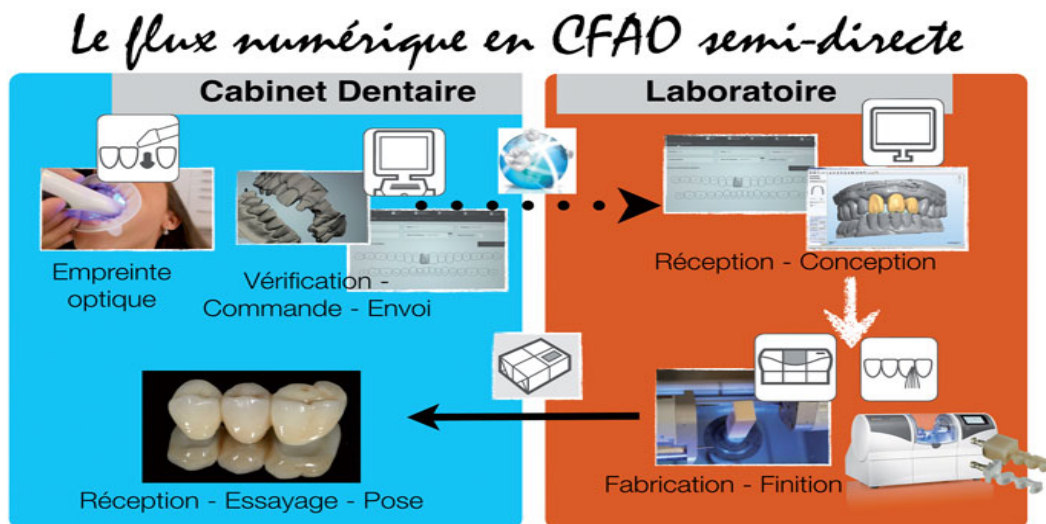 Le flux numérique en CFAO semi-directe
Cabinet Dentaire
Laboratoire
Empreinte
optique
Vérification -
Commande - Envoi
Réception - Conception
Réception - Essayage - Pose
Fabrication - Finition